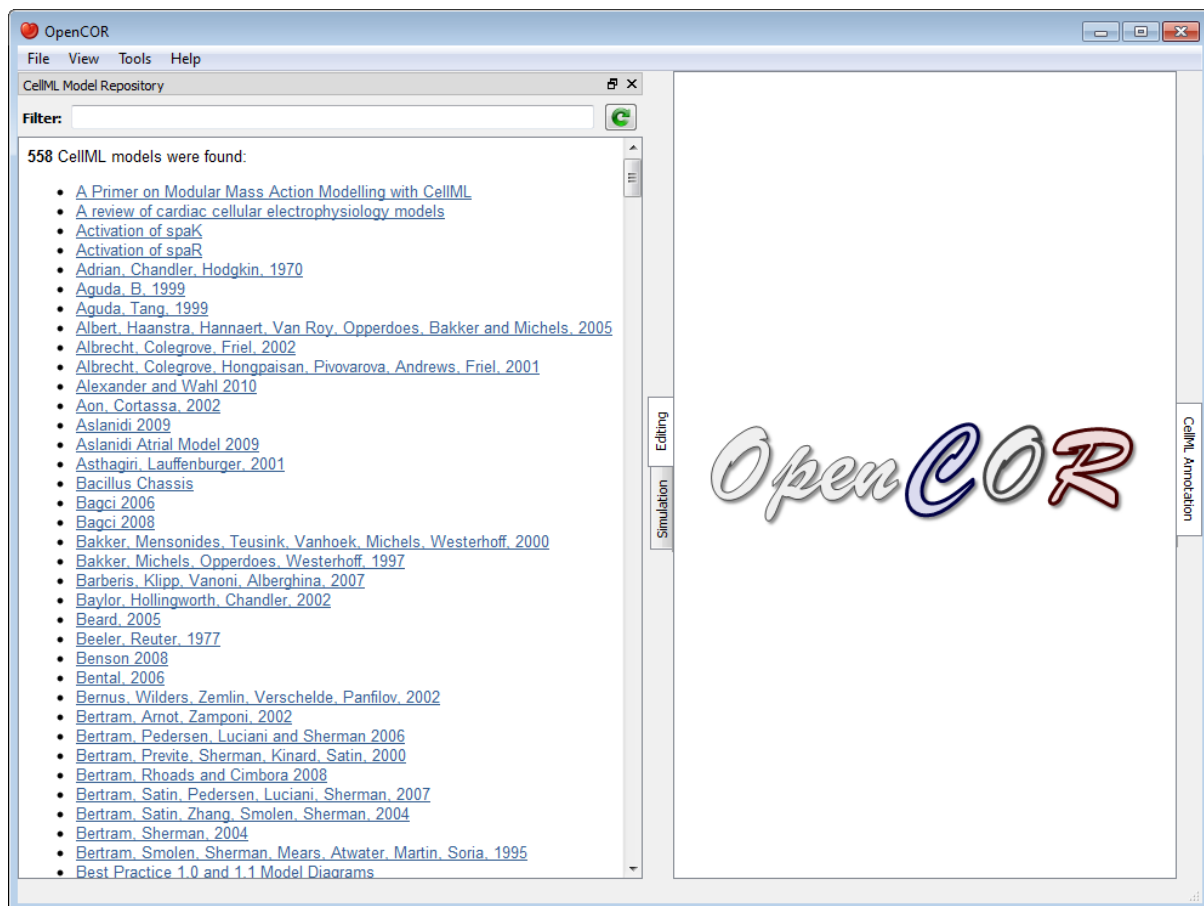 OpenCOR
File View Tools Help
CellML Model Repository
Filter:
558 CellML models were found:
A Primer on Modular Mass Action Modelling with CellML
A review of cardiac cellular electrophysiology models
Activation of spaK
Activation of spaR
Adrian, Chandler, Hodgkin, 1970
Aguda, B, 1999
Aguda, Tang, 1999
Albert, Haanstra, Hannaert, Van Roy, Opperdoes, Bakker and Michels, 2005
Albrecht, Colegrove, Friel, 2002
Albrecht, Colegrove, Hongpaisan, Pivovarova, Andrews, Friel, 2001
Alexander and Wahl 2010
Aon, Cortassa, 2002
Aslanidi 2009
Aslanidi Atrial Model 2009
Asthagiri, Lauffenburger, 2001
Bacillus Chassis
Bagci 2006
Bagci 2008
Bakker, Mensonides, Teusink, Vanhoek, Michels, Westerhoff, 2000
Bakker, Michels, Opperdoes, Westerhoff, 1997
Barberis, Klipp, Vanoni, Alberghina, 2007
Baylor, Hollingworth, Chandler, 2002
Beard, 2005
Beeler, Reuter, 1977
Benson 2008
Bental, 2006
Bernus, Wilders, Zemlin, Verschelde, Panfilov, 2002
Bertram, Arnot, Zamponi, 2002
Bertram, Pedersen, Luciani and Sherman 2006
Bertram, Previte, Sherman, Kinard, Satin, 2000
Bertram, Rhoads and Cimbora 2008
Bertram, Satin, Pedersen, Luciani, Sherman, 2007
Bertram, Satin, Zhang, Smolen, Sherman, 2004
Bertram, Sherman, 2004
Bertram, Smolen, Sherman, Mears, Atwater, Martin, Soria, 1995
Best Practice 1.0 and 1.1 Model Diagrams
Editing
Simulation
OpenCOR
CellML Annotation